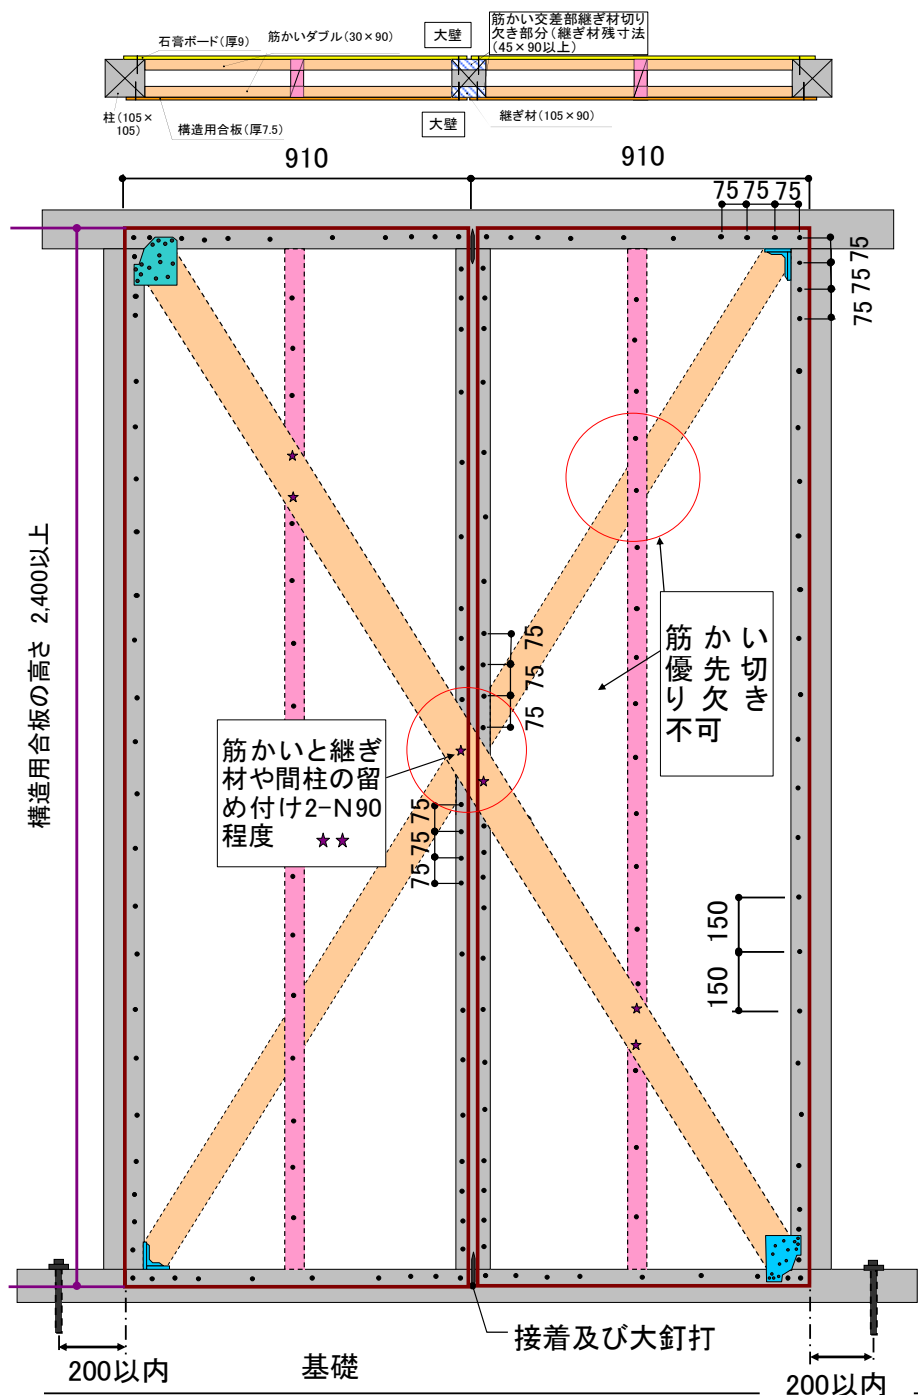 石膏ボード(厚9)
筋かいダブル(30×90)
大壁
筋かい交差部継ぎ材切り
欠き部分(継ぎ材残寸法
(45×90以上)
柱(105×
105)
構造用合板(厚7.5)
大壁
継ぎ材(105×90)
910
910
75
75
75
75
75
75
構造用合板の高さ 2,400以上
75
75
75
筋かい
優先切
り欠き
不可
筋かいと継ぎ
材や間柱の留
め付け2-N90
程度 ★★
75
75
75
150
150
接着及び大釘打
200以内
基礎
200以内